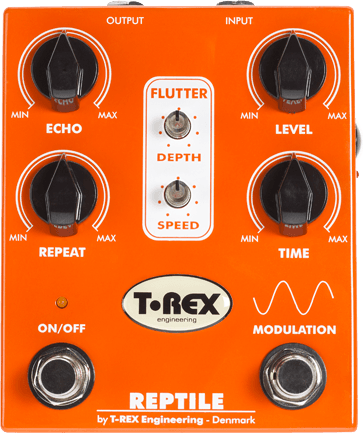 OUTPUT INPUT
FLUTTER
MIN MAX MIN MAX
ECHO LEVEL
DEPTH
MIN MAX MIN MAX
REPEAT SPEED TIME
T·REX
engineering
ON/OFF MODULATION
REPTILE
by T-REX Engineering - Denmark